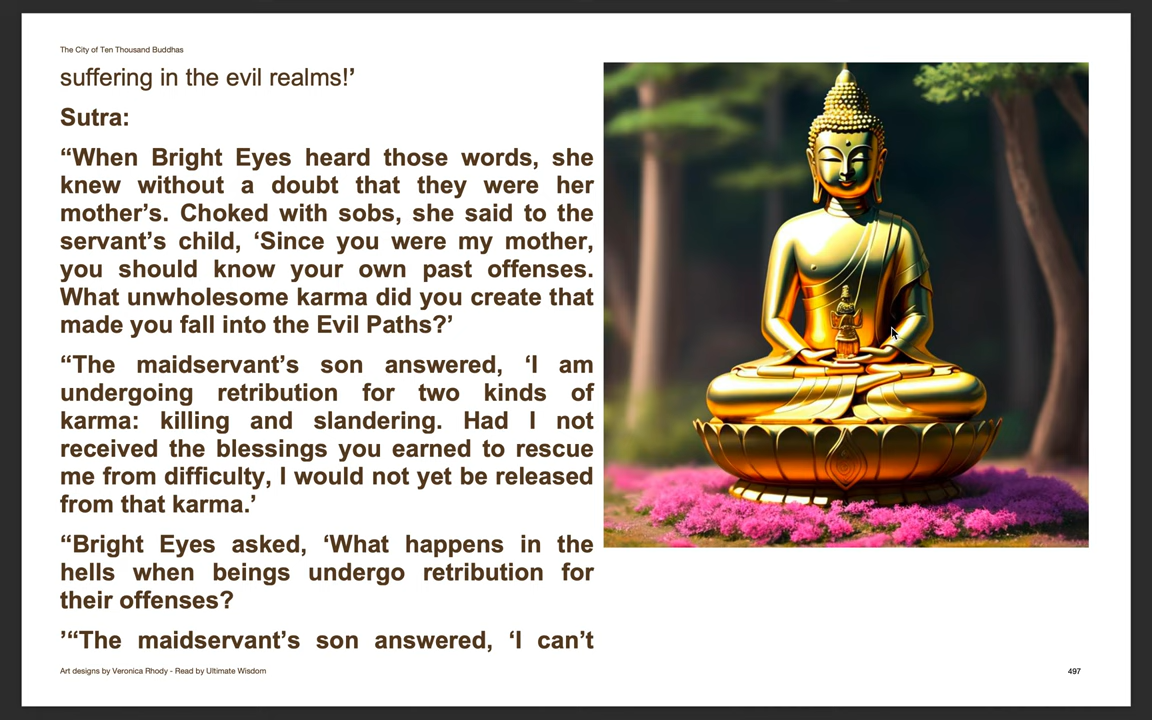 The City of Ten Thousand Buddhas
suffering in the evil realms!’
Sutra:
“When Bright Eyes heard those words, she
knew without a doubt that they were her
mother’s. Choked with sobs, she said to the
servant’s child, ‘Since you were my mother,
you should know your own past offenses.
What unwholesome karma did you create that
made you fall into the Evil Paths?’
“The maidservant’s son answered, ‘I am
undergoing retribution for two kinds of
karma: killing and slandering. Had I not
received the blessings you earned to rescue
me from difficulty, I would not yet be released
from that karma.’
“Bright Eyes asked, ‘What happens in the
hells when beings undergo retribution for
their offenses?
’“The maidservant’s son answered, ‘I can’t
Art designs by Veronica Rhody - Read by Ultimate Wisdom
497